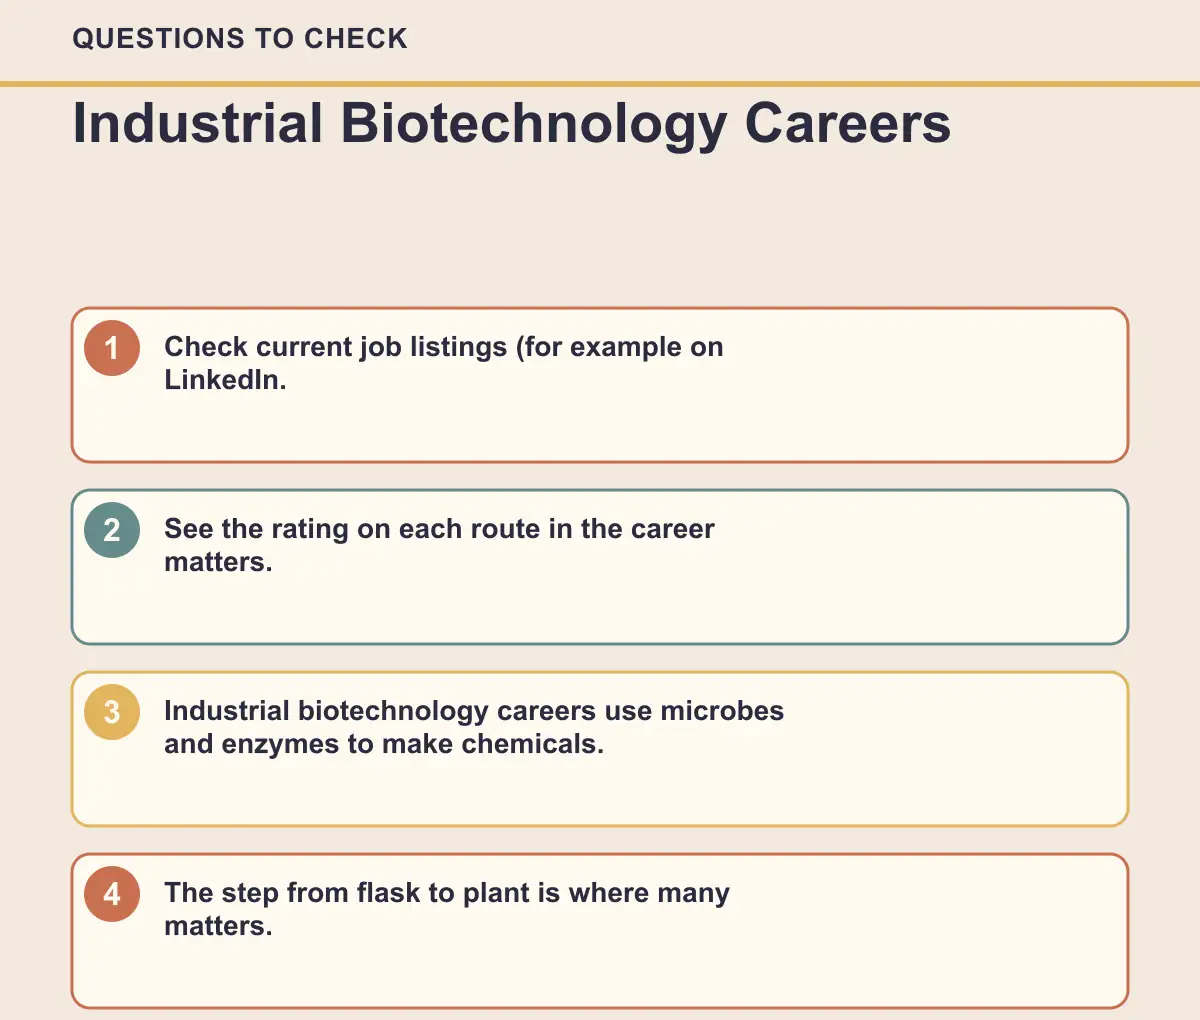 QUESTIONS TO CHECK
Industrial Biotechnology Careers
1
Check current job listings (for example on
LinkedIn.
2
See the rating on each route in the career
matters.
3
Industrial biotechnology careers use microbes
and enzymes to make chemicals.
4
The step from flask to plant is where many
matters.